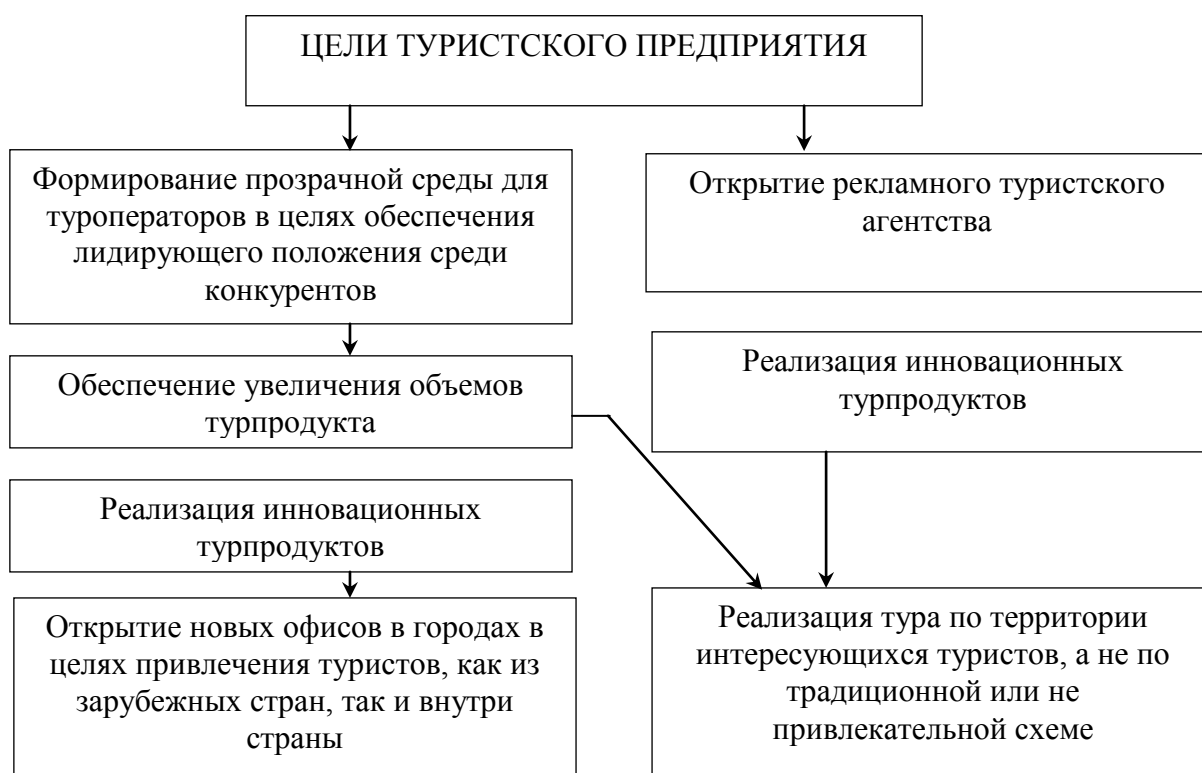 ЦЕЛИ ТУРИСТСКОГО ПРЕДПРИЯТИЯ
Формирование прозрачной среды для
туроператоров в целях обеспечения
лидирующего положения среди
конкурентов
Открытие рекламного туристского
агентства
Обеспечение увеличения объемов
турпродукта
Реализация инновационных
турпродуктов
Реализация инновационных
турпродуктов
Открытие новых офисов в городах в
целях привлечения туристов, как из
зарубежных стран, так и внутри
страны
Реализация тура по территории
интересующихся туристов, а не по
традиционной или не
привлекательной схеме